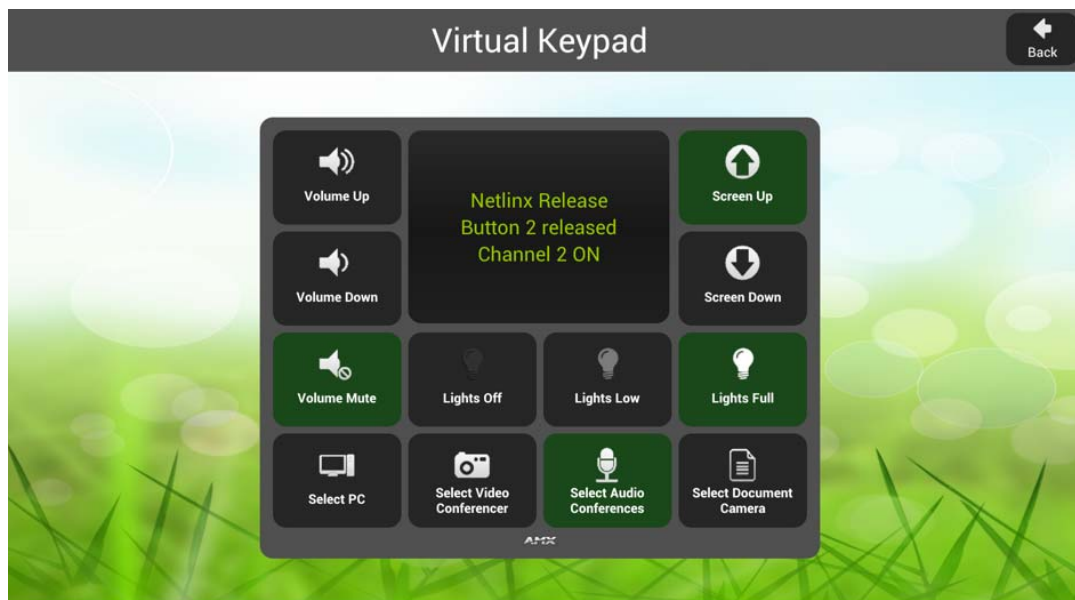 Virtual Keypad
Back
Volume Up
Netlinx Release
Button 2 released
Channel 2 ON
Screen Up
Volume Down
Screen Down
Volume Mute
Lights Off
Lights Low
Lights Full
Select PC
Select Video
Conferencer
Select Audio
Conferences
Select Document
Camera
AMX